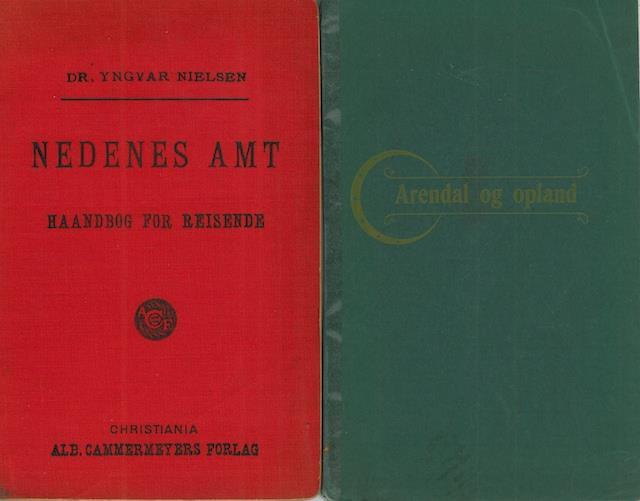 DR. YNGVAR NIELSEN
NEDENES AMT
HAANDBOG FOR REISENDE
CHRISTIANIA
ALB. CAMMERMEYERS FORLAG
Arendal og opland